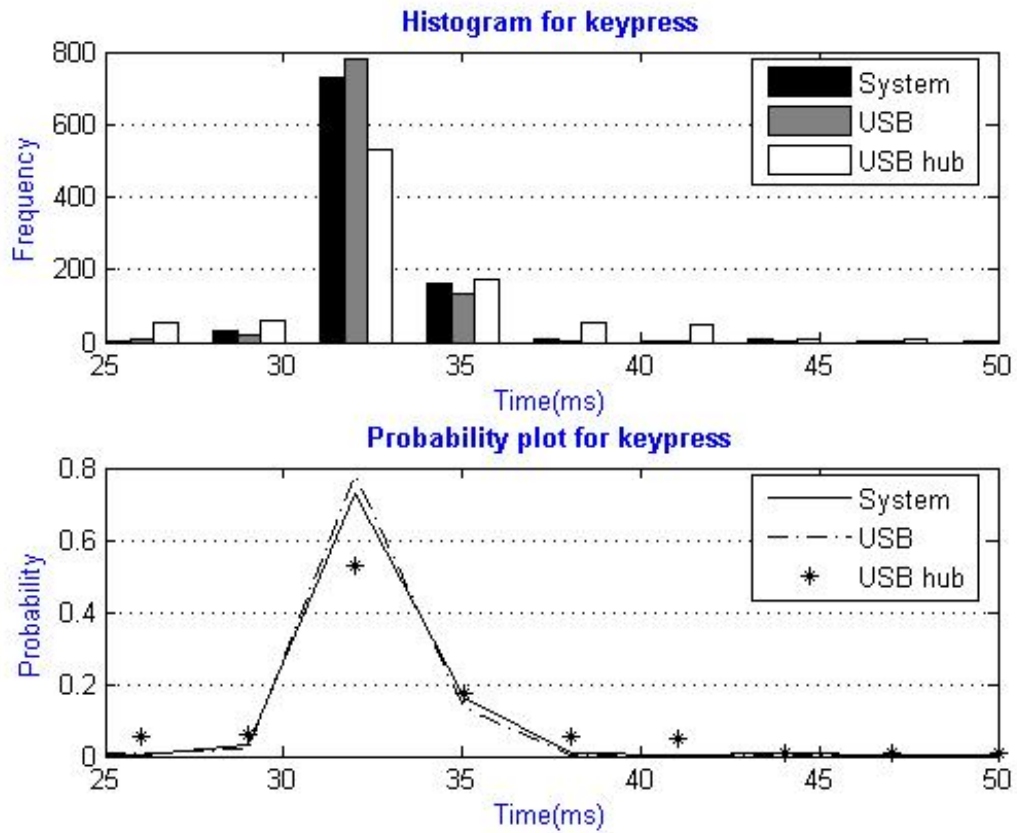 Histogram for keypress
800
600
400
200
0
Frequency
System
USB
USB hub
25 30 35 40 45 50
Time(ms)
Probability plot for keypress
0.8
0.6
0.4
0.2
0
Probability
System
USB
USB hub
25 30 35 40 45 50
Time(ms)